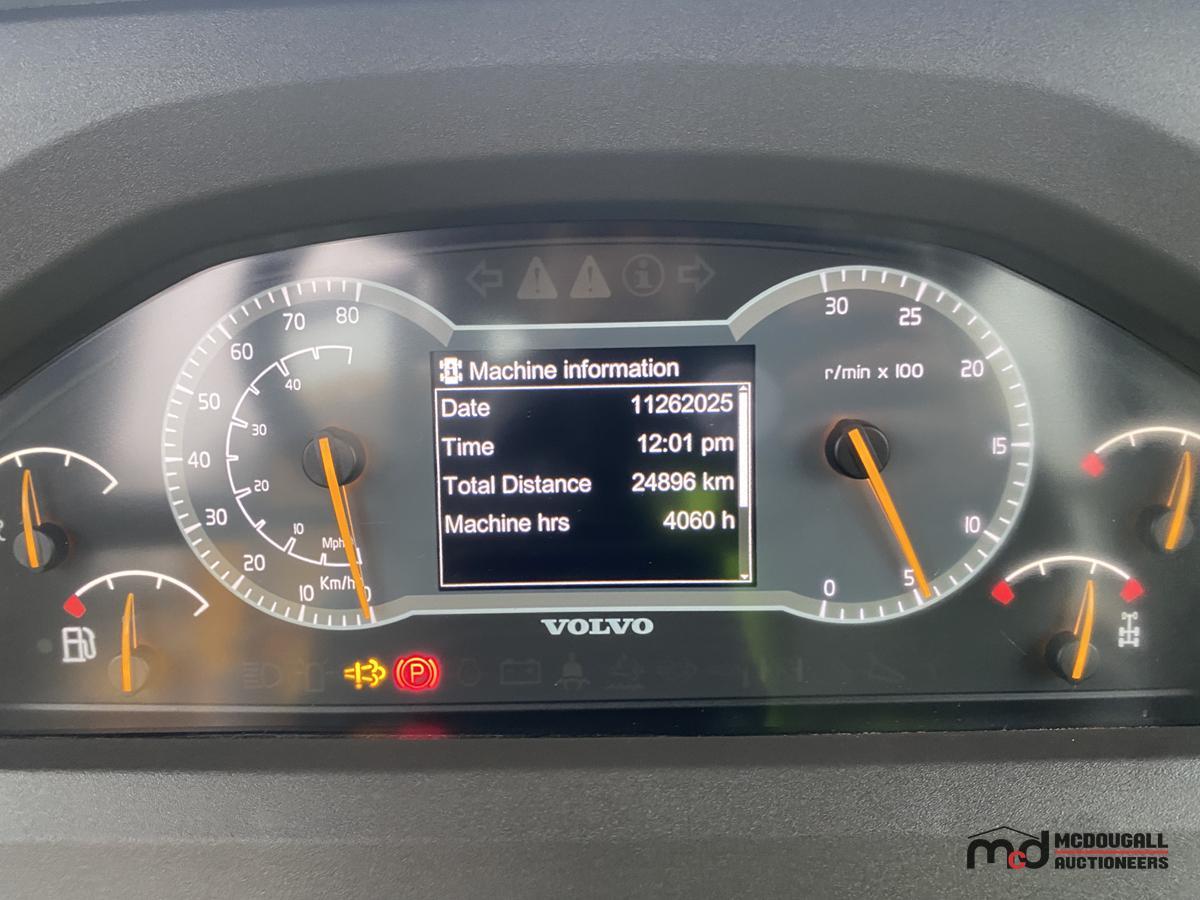 Machine information
Date 11262025
Time 12:01 pm
Total Distance 24896 km
Machine hrs 4060 h
80
70
60
50
40
30
20
10
Km/h
40
30
20
10
Mph
30
25
20
15
10
5
0
r/min x 100
VOLVO
P
mcd MCDOUGALL
AUCTIONEERS